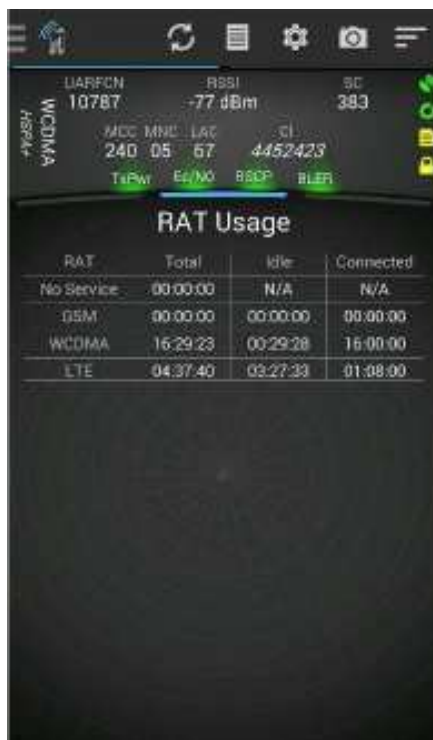 UARFCN RSSI SC
10787 -77 dBm 383
WCDMA
HSPA+
MCC MNC LAC CI
240 05 67 4452423
TxPwr Ec/N0 RSCP BLER
RAT Usage
RAT Total Idle Connected
No Service 00:00:00 N/A N/A
GSM 00:00:00 00:00:00 00:00:00
WCDMA 16:29:23 00:29:28 16:00:00
LTE 04:37:40 03:27:33 01:08:00